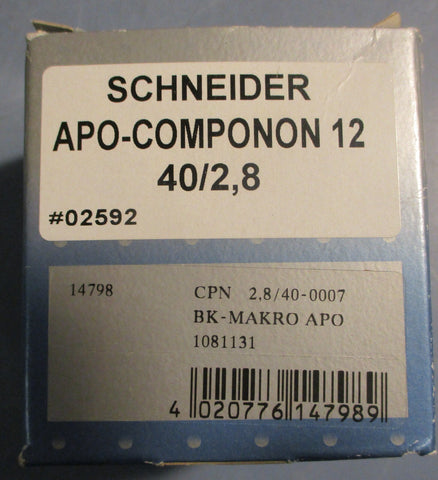 SCHNEIDER
APO-COMPONON 12
40/2,8
#02592
14798 CPN 2,8/40-0007
BK-MAKRO APO
1081131
4 020776 147989